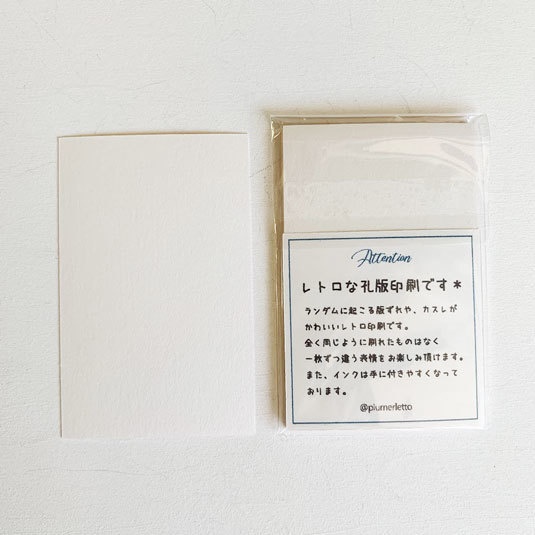 Attention
レトロな孔版印刷です*
ランダムに起こる版ずれや、カスレが
かわいいレトロ印刷です。
全く同じように刷れたものはなく
一枚ずつ違う表情をお楽しみ頂けます。
また、インクは手に付きやすくなって
おります。
@piumerletto